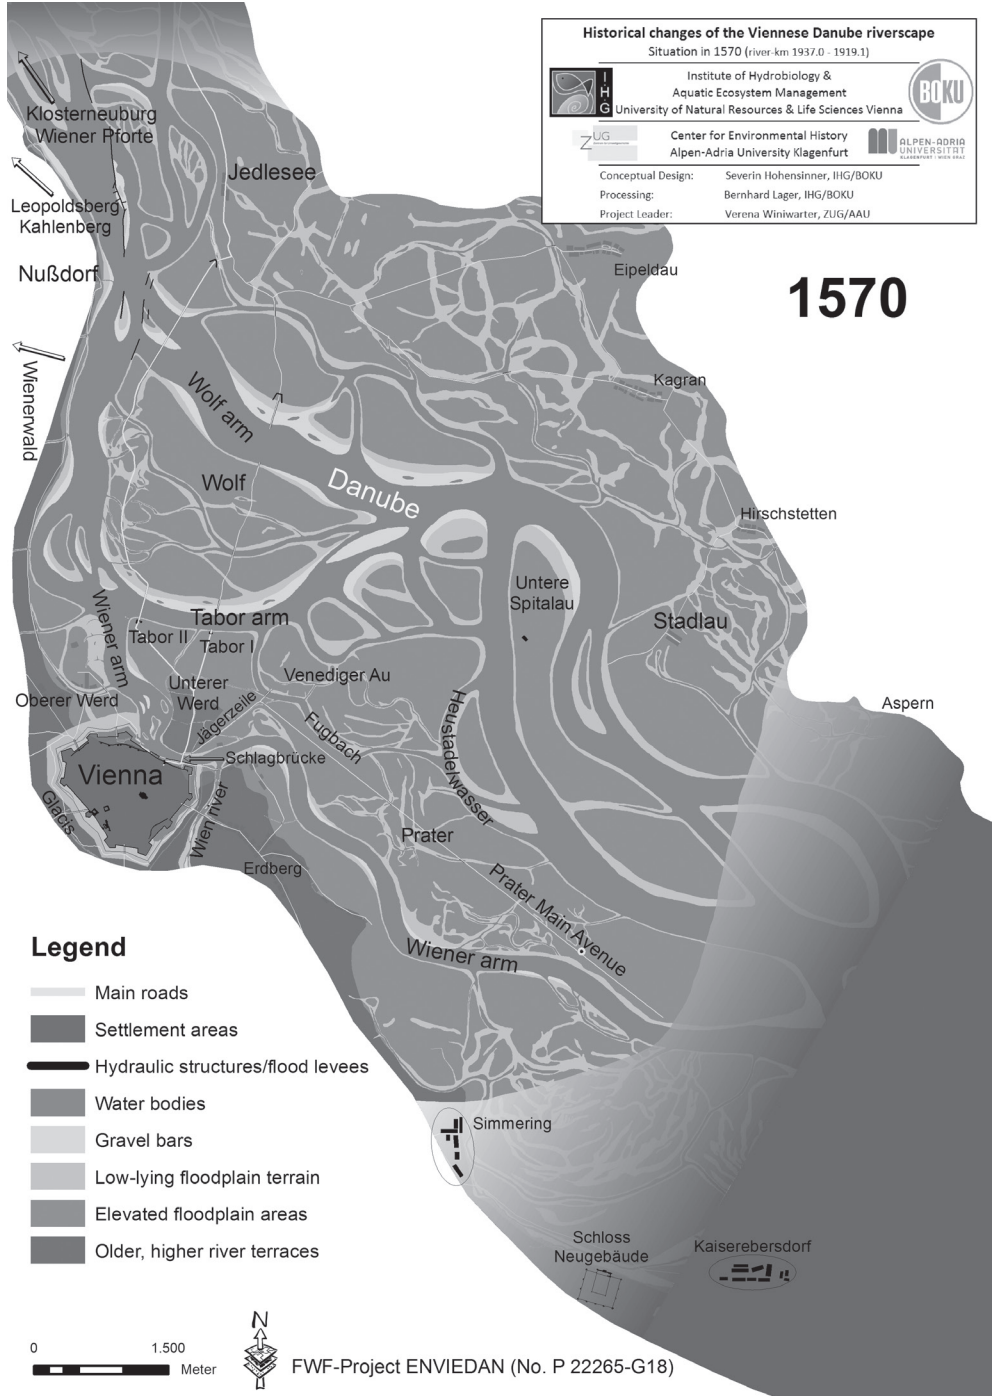 Historical changes of the Viennese Danube riverscape
Situation in 1570 (river-km 1937.0 - 1919.1)
I·H·G
Institute of Hydrobiology &
Aquatic Ecosystem Management
University of Natural Resources & Life Sciences Vienna
BOKU
ZUG
Center for Environmental History
Alpen-Adria University Klagenfurt
ALPEN-ADRIA
UNIVERSITÄT
KLAGENFURT | WIEN GRAZ
Conceptual Design: Severin Hohensinner, IHG/BOKU
Processing: Bernhard Lager, IHG/BOKU
Project Leader: Verena Winiwarter, ZUG/AAU
1570
Klosterneuburg
Wiener Pforte
Jedlesee
Leopoldsberg
Kahlenberg
Nußdorf
Eipeldau
Wienerwald
Kagran
Wolf arm
Wolf
Danube
Hirschstetten
Untere
Spitalau
Stadlau
Wiener arm
Tabor arm
Tabor II
Tabor I
Venediger Au
Unterer
Werd
Oberer Werd
Jägerzeile
Fugbach
Heustadelwasser
Aspern
Schlagbrücke
Vienna
Glacis
Wien river
Prater
Erdberg
Prater Main Avenue
Wiener arm
Simmering
Schloss
Neugebäude
Kaiserebersdorf
Legend
Main roads
Settlement areas
Hydraulic structures/flood levees
Water bodies
Gravel bars
Low-lying floodplain terrain
Elevated floodplain areas
Older, higher river terraces
0 1.500
Meter
N
FWF-Project ENVIEDAN (No. P 22265-G18)